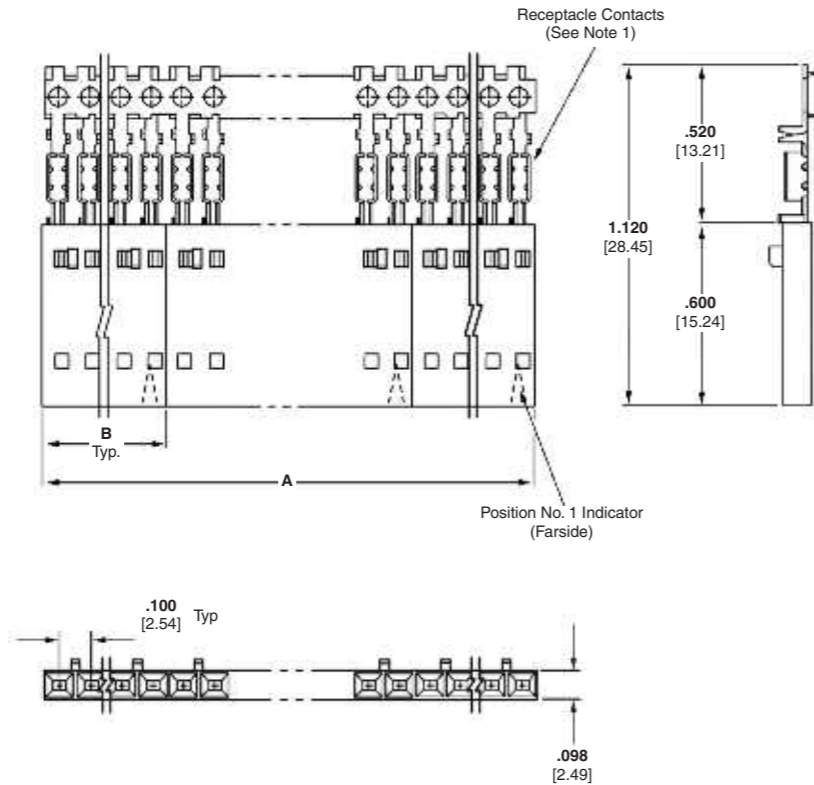 Receptacle Contacts
(See Note 1)
.520
[13.21]
1.120
[28.45]
.600
[15.24]
B
Typ.
A
Position No. 1 Indicator
(Farside)
.100
[2.54]
Typ
.098
[2.49]